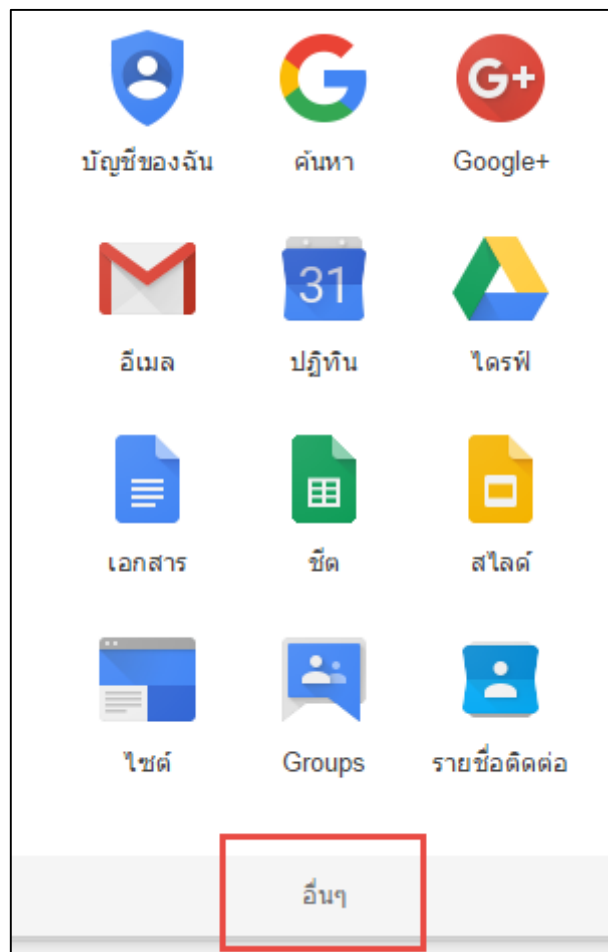 G+
บัญชีของฉัน ค้นหา Google+
31
อีเมล ปฏิทิน ไดรฟ์
เอกสาร ชีต สไลด์
ไซต์ Groups รายชื่อติดต่อ
อื่นๆ